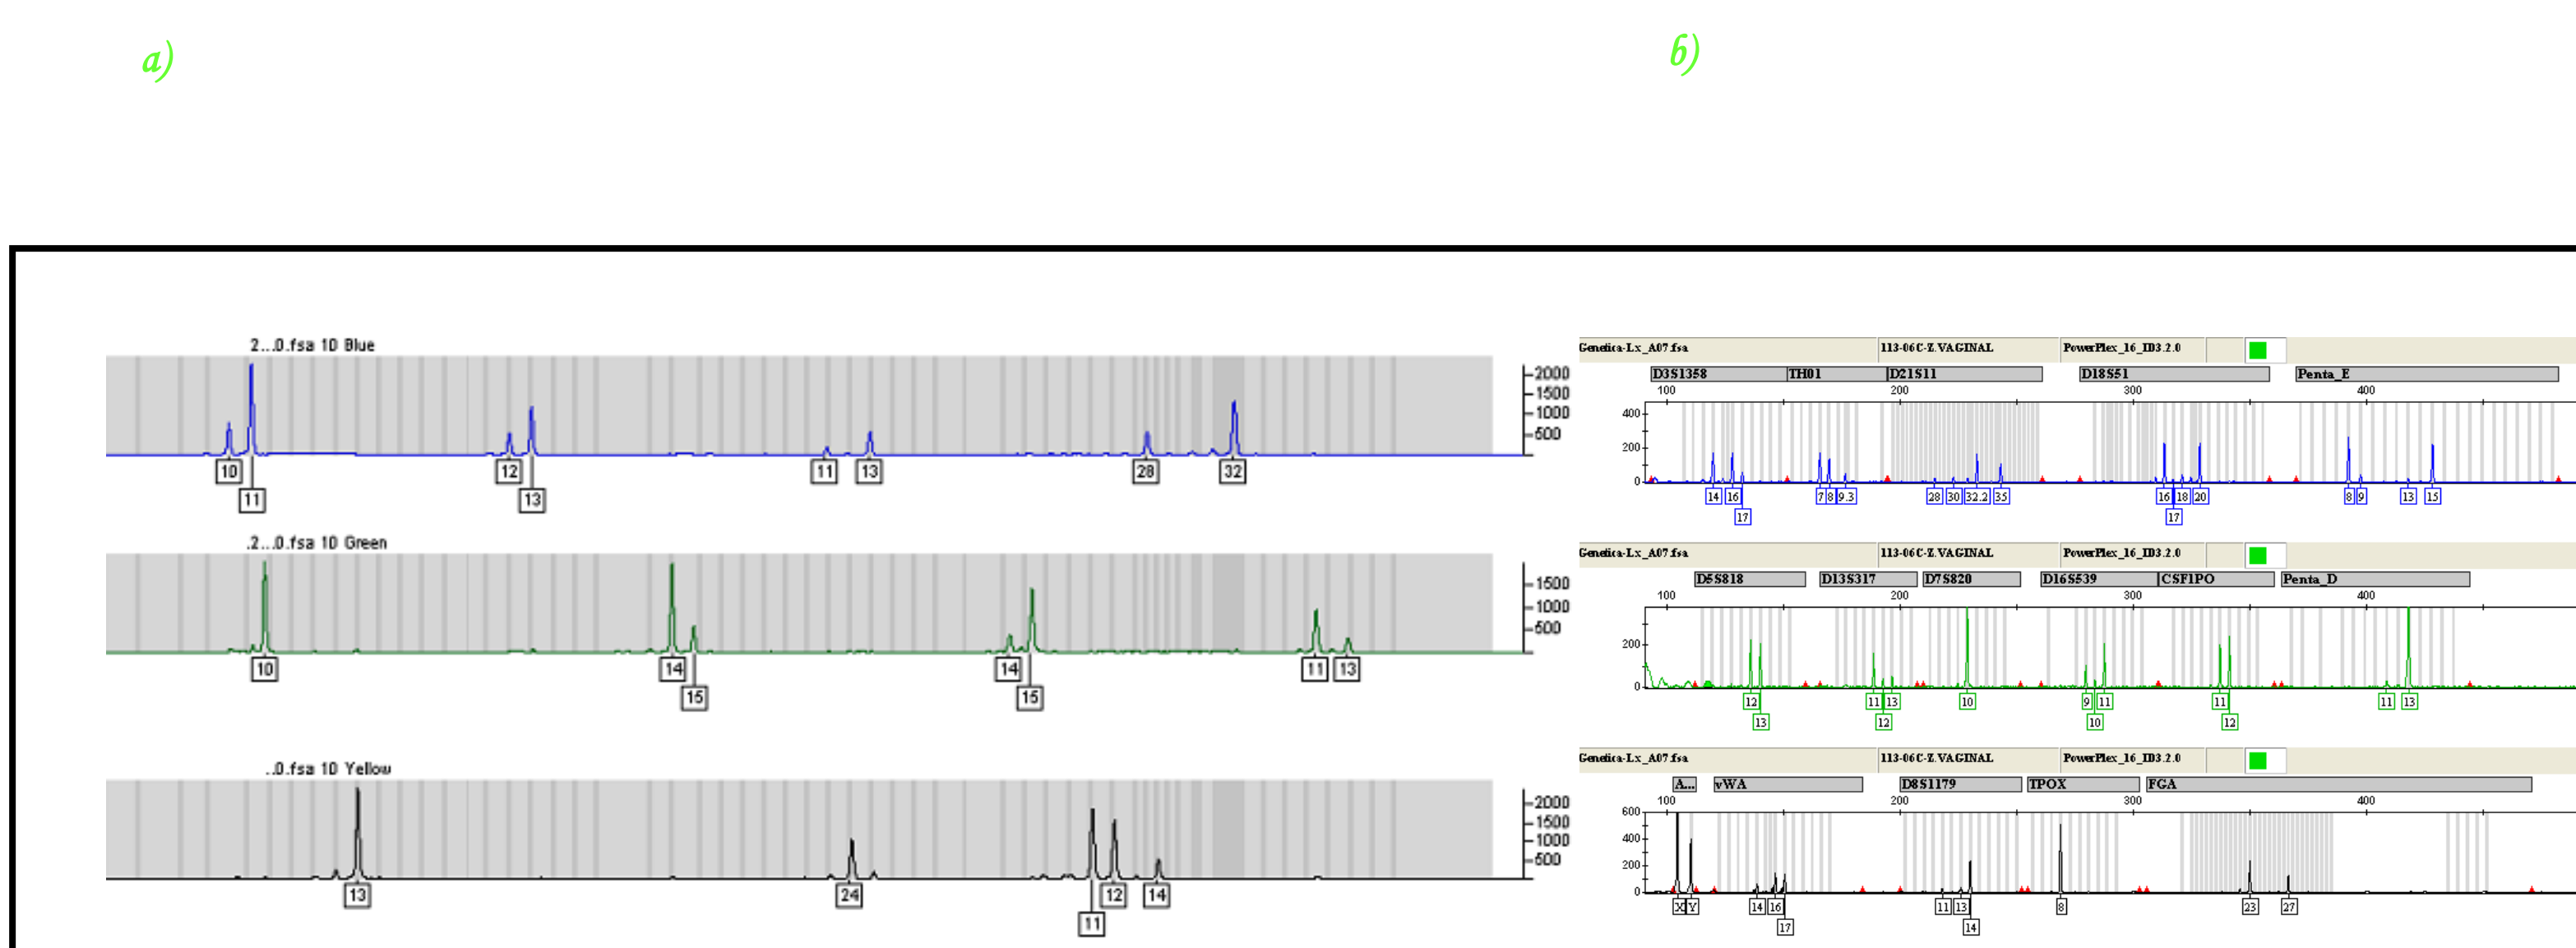 a)
б)
2...0.fsa 10 Blue
2000
1500
1000
500
10
12
11
13
28
32
11
13
.2...0.fsa 10 Green
1500
1000
500
10
14
14
11
13
15
15
..0.fsa 10 Yellow
2000
1500
1000
500
13
24
12
14
11
Genetica-Lx_A07.fsa 113-06C-Z.VAGINAL PowerPlex_16_ID3.2.0
D3S1358 TH01 D21S11 D18S51 Penta_E
100 200 300 400
400
200
0
14 16 7 8 9.3 28 30 32.2 35 16 18 20 8 9 13 15
17 17
Genetica-Lx_A07.fsa 113-06C-Z.VAGINAL PowerPlex_16_ID3.2.0
D5S818 D13S317 D7S820 D16S539 CSF1PO Penta_D
100 200 300 400
200
0
12 11 13 10 9 11 11 11 13
13 12 10 12
Genetica-Lx_A07.fsa 113-06C-Z.VAGINAL PowerPlex_16_ID3.2.0
A... vWA D8S1179 TPOX FGA
100 200 300 400
600
400
200
0
X Y 14 16 11 13 8 23 27
17 14